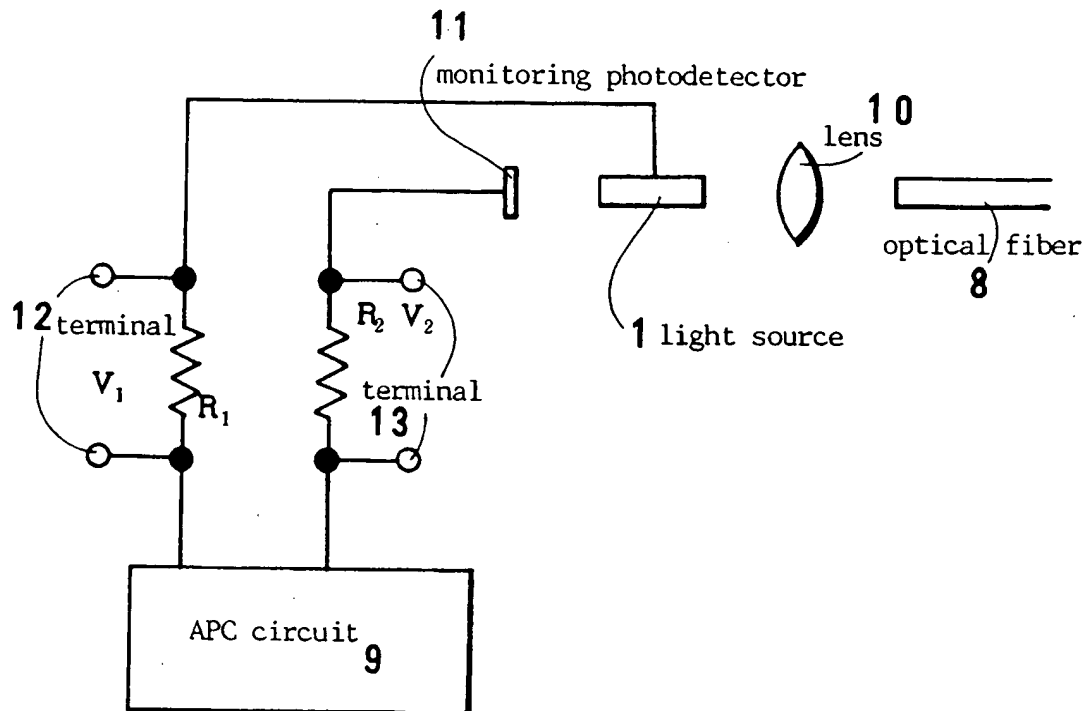 11
monitoring photodetector
10
lens
optical fiber
8
1 light source
12 terminal
V₁
R₁
R₂ V₂
terminal
13
APC circuit
9